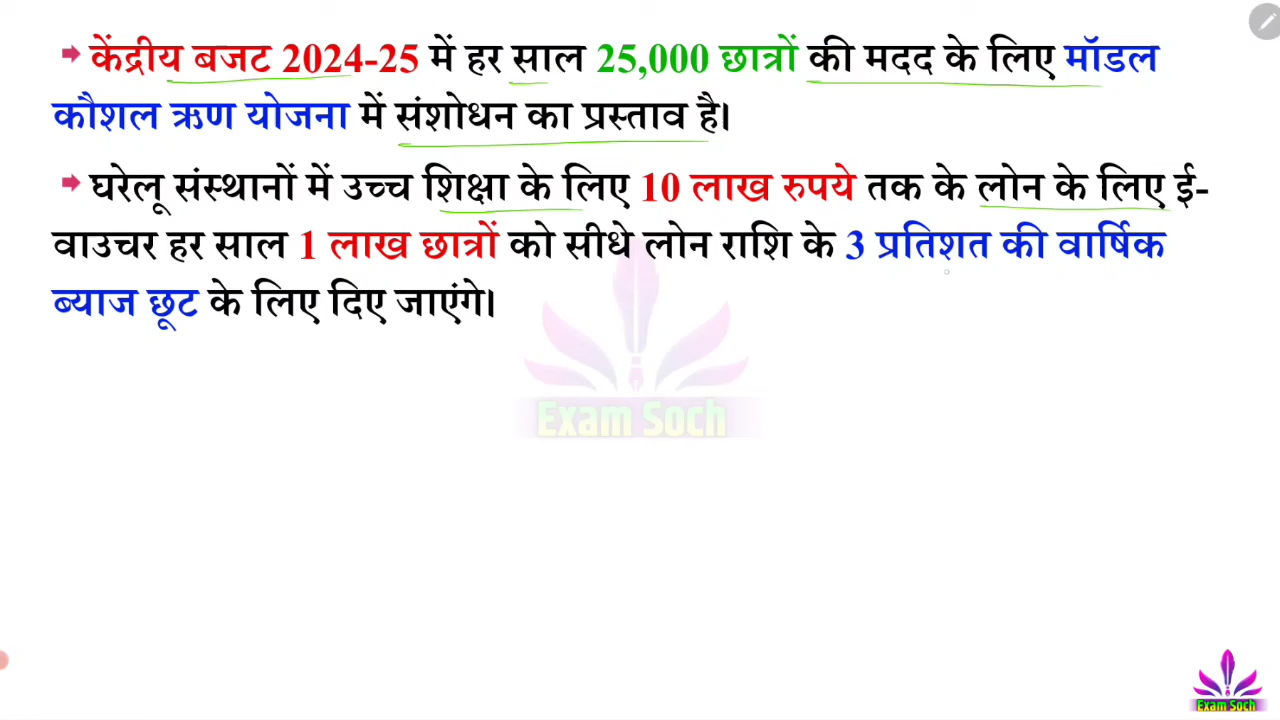 केंद्रीय बजट 2024-25 में हर साल 25,000 छात्रों की मदद के लिए मॉडल
कौशल ऋण योजना में संशोधन का प्रस्ताव है।
घरेलू संस्थानों में उच्च शिक्षा के लिए 10 लाख रुपये तक के लोन के लिए ई-
वाउचर हर साल 1 लाख छात्रों को सीधे लोन राशि के 3 प्रतिशत की वार्षिक
ब्याज छूट के लिए दिए जाएंगे।
Exam Soch
Exam Soch